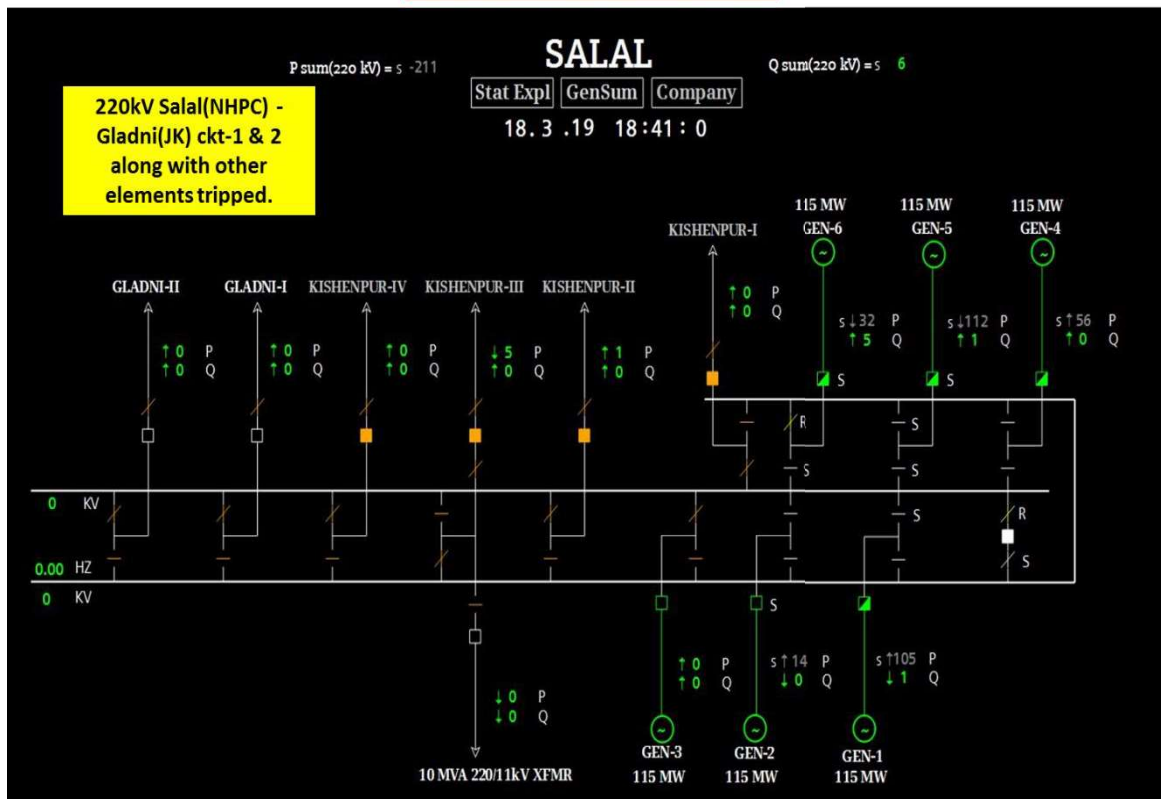 SALAL
P sum(220 kV) = s -211
Q sum(220 kV) = s 6
Stat Expl GenSum Company
18. 3 .19 18:41: 0
220kV Salal(NHPC) -
Gladni(JK) ckt-1 & 2
along with other
elements tripped.
115 MW 115 MW 115 MW
GEN-6 GEN-5 GEN-4
KISHENPUR-I
GLADNI-II GLADNI-I KISHENPUR-IV KISHENPUR-III KISHENPUR-II
↑ 0 P
↑ 0 Q
s ↓32 P s ↓112 P s ↑56 P
↑ 5 Q ↑ 1 Q ↑ 0 Q
↑ 0 P ↑ 0 P ↑ 0 P ↓ 5 P ↑ 1 P
↑ 0 Q ↑ 0 Q ↑ 0 Q ↑ 0 Q ↑ 0 Q
S S
R S
S S
0 KV
S R
0.00 HZ
S
0 KV
S
↑ 0 P s ↑14 P s ↑105 P
↑ 0 Q ↓ 0 Q ↓ 1 Q
↓ 0 P
↓ 0 Q
GEN-3 GEN-2 GEN-1
10 MVA 220/11kV XFMR
115 MW 115 MW 115 MW